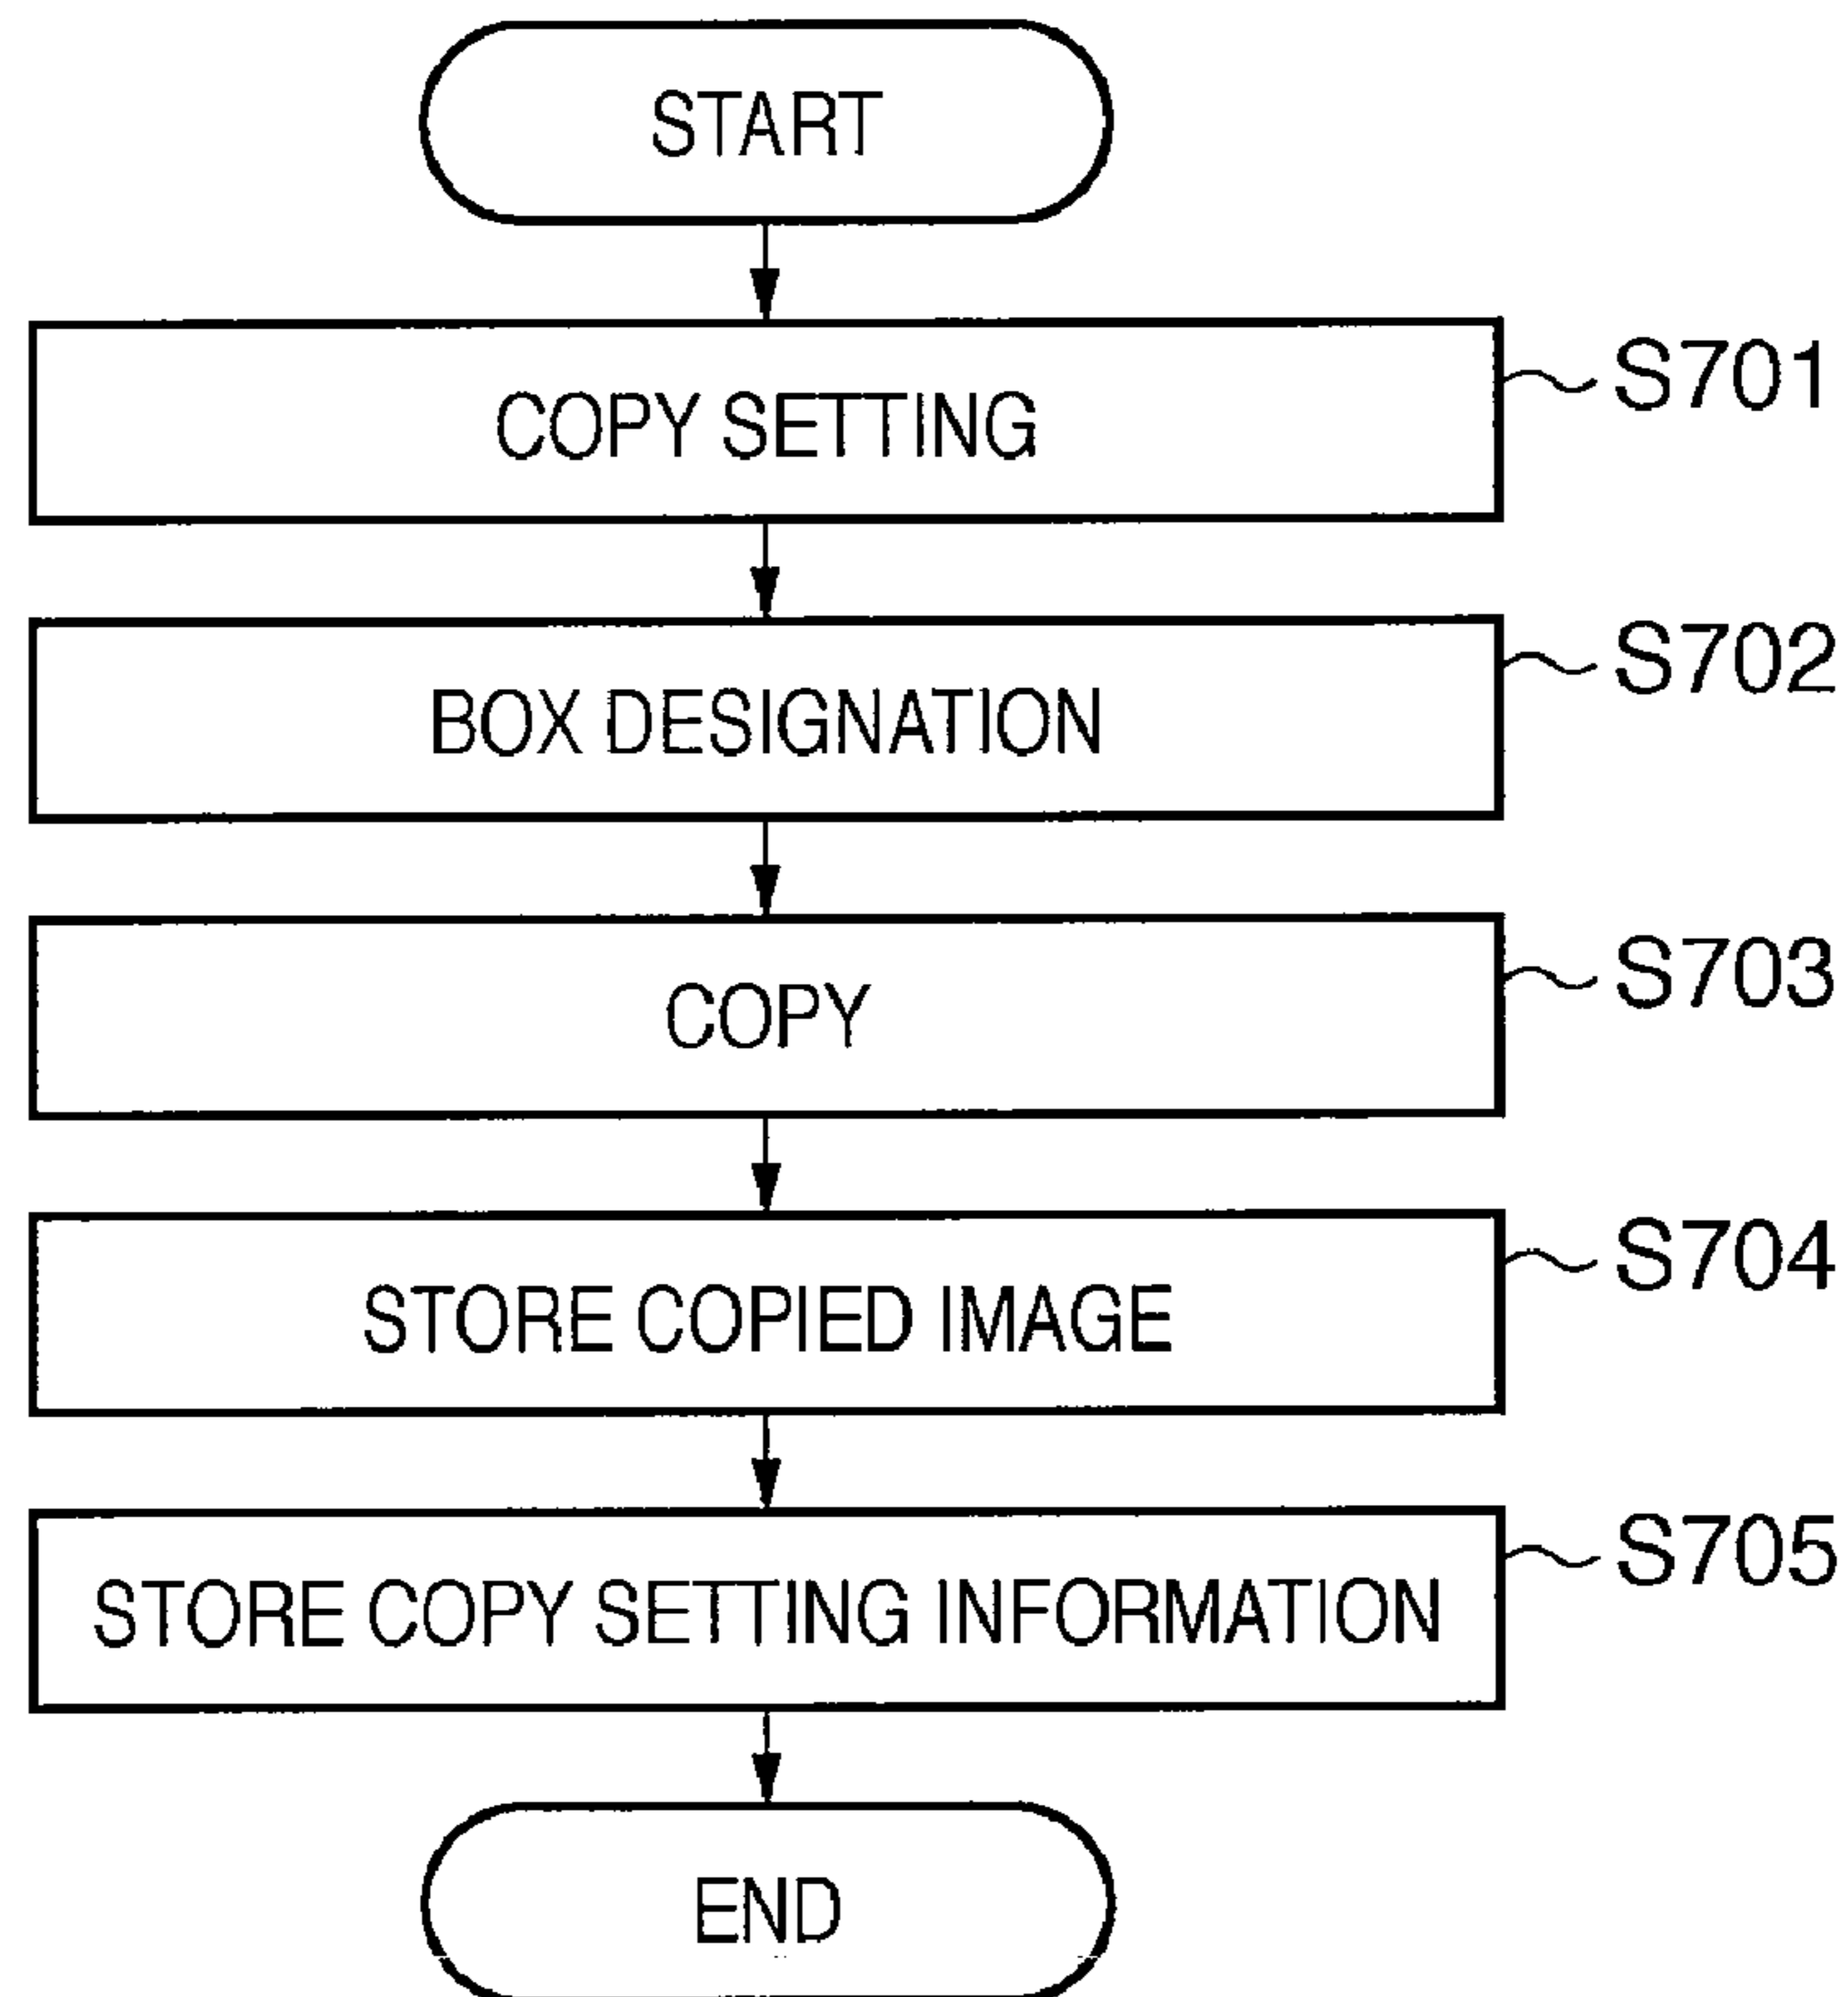 START
COPY SETTING
S701
BOX DESIGNATION
S702
COPY
S703
STORE COPIED IMAGE
S704
STORE COPY SETTING INFORMATION
S705
END